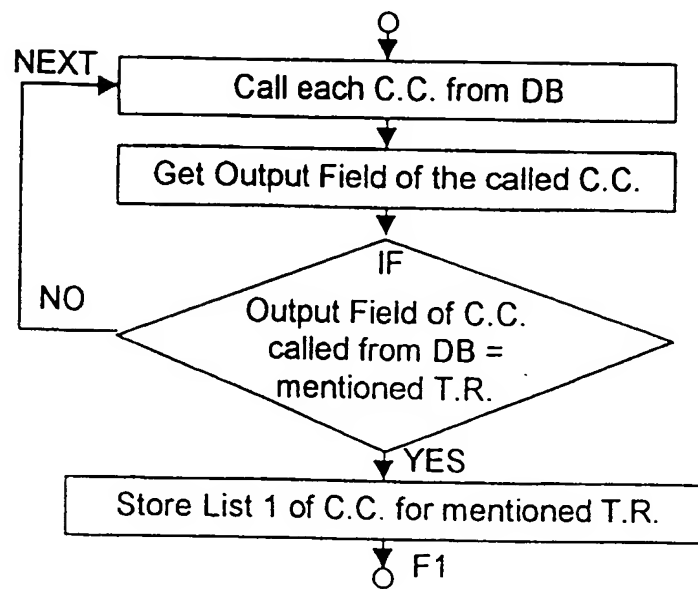 NEXT
Call each C.C. from DB
Get Output Field of the called C.C.
IF
NO
Output Field of C.C.
called from DB =
mentioned T.R.
YES
Store List 1 of C.C. for mentioned T.R.
F1